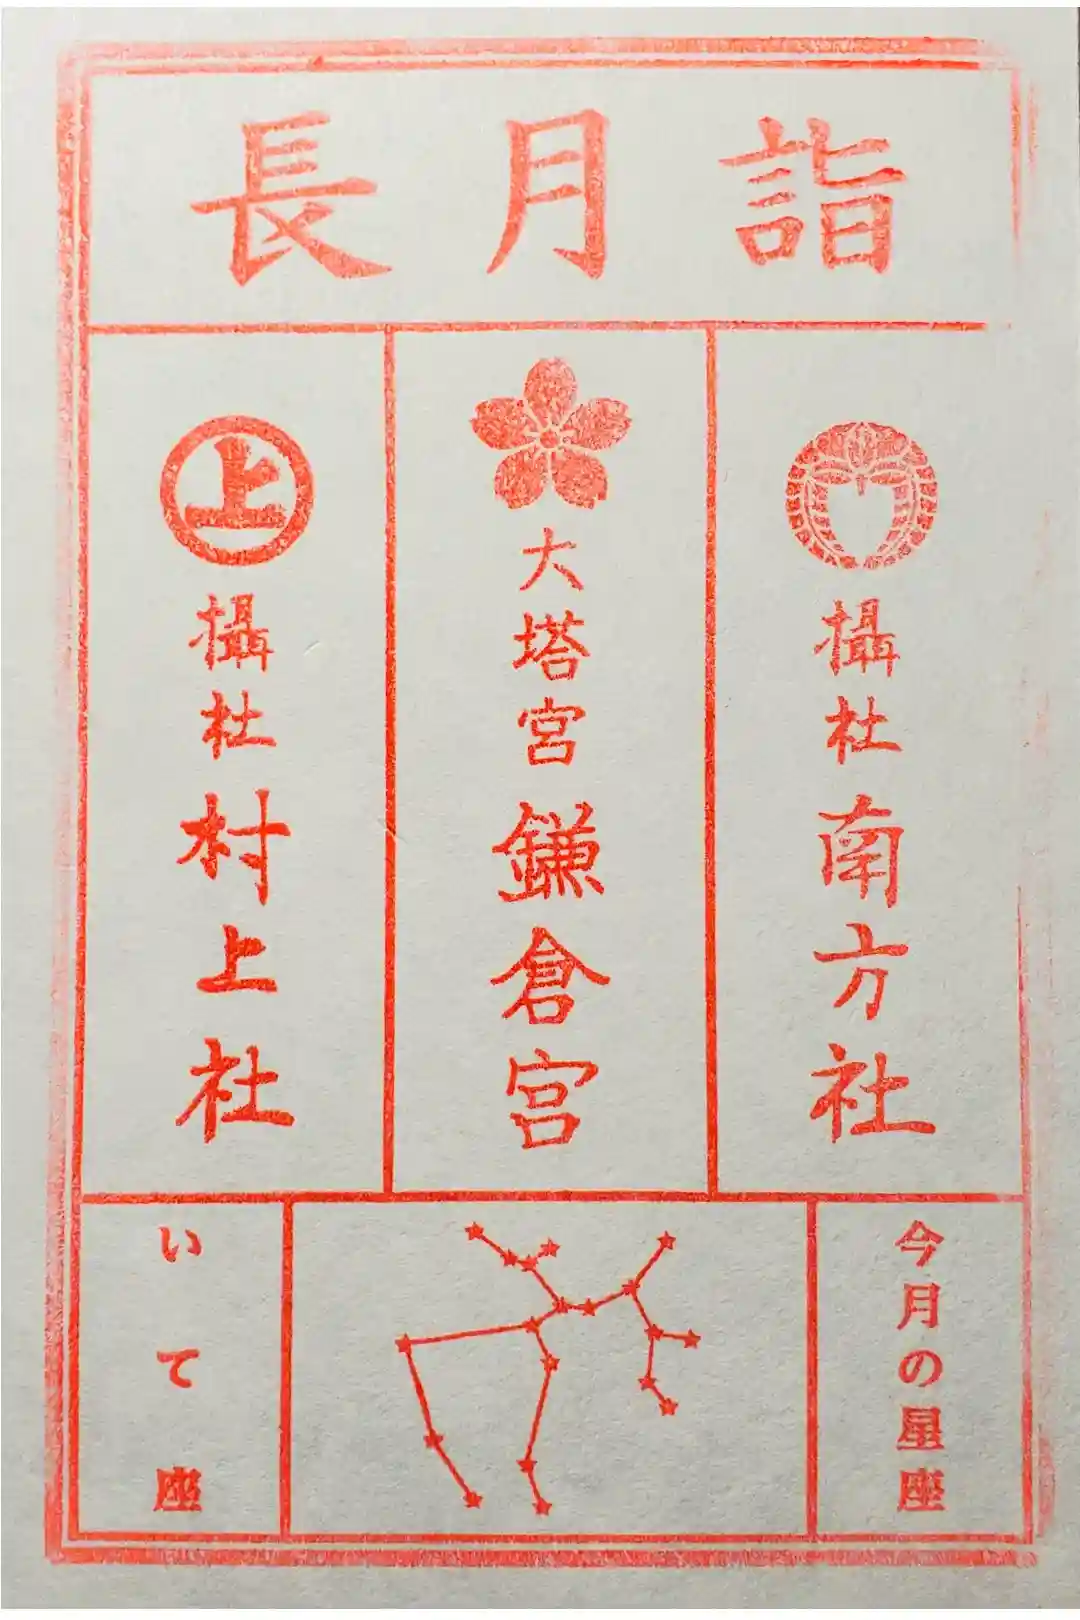 長月詣
上
攝社 南方社
大塔宮 鎌倉宮
攝社 村上社
今月の星座
いて座